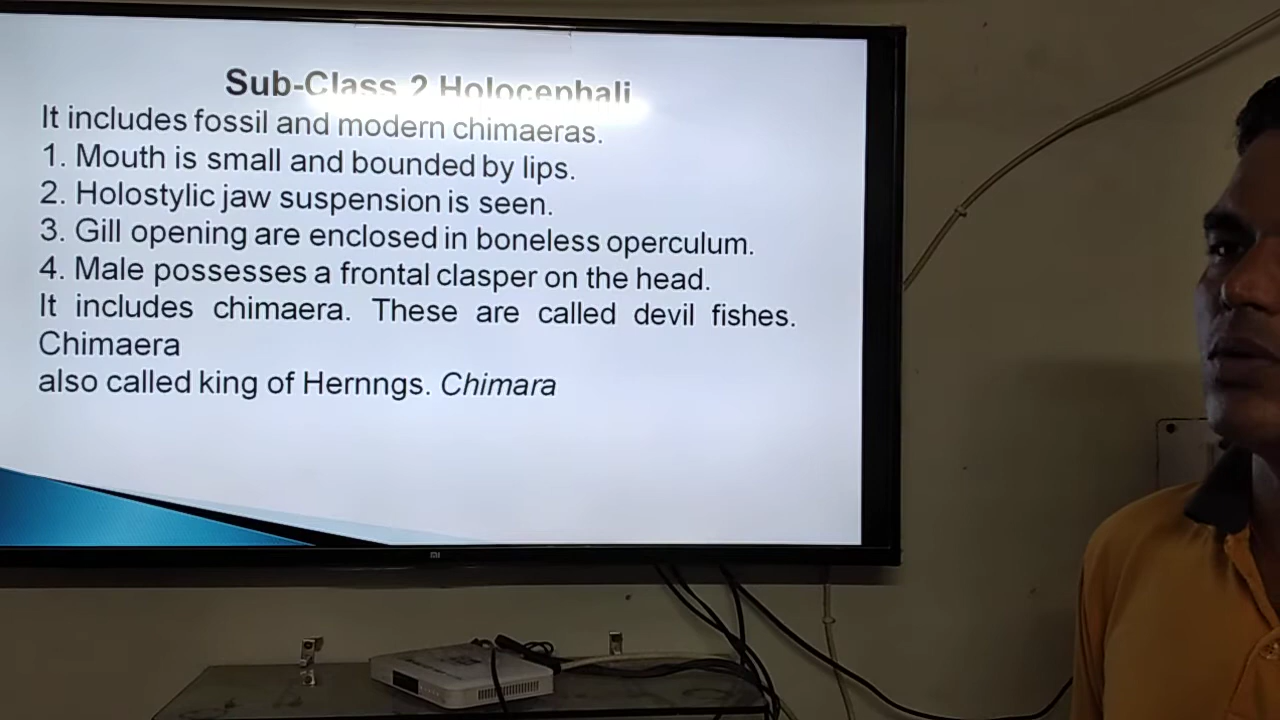 Sub-Class 2 Holocephali
It includes fossil and modern chimaeras.
1. Mouth is small and bounded by lips.
2. Holostylic jaw suspension is seen.
3. Gill opening are enclosed in boneless operculum.
4. Male possesses a frontal clasper on the head.
It includes chimaera. These are called devil fishes.
Chimaera
also called king of Hernngs. Chimara
mi